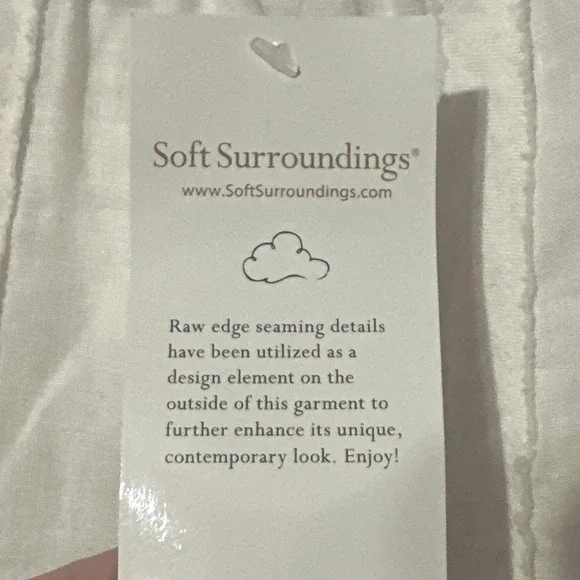 Soft Surroundings®
www.SoftSurroundings.com
Raw edge seaming details
have been utilized as a
design element on the
outside of this garment to
further enhance its unique,
contemporary look. Enjoy!